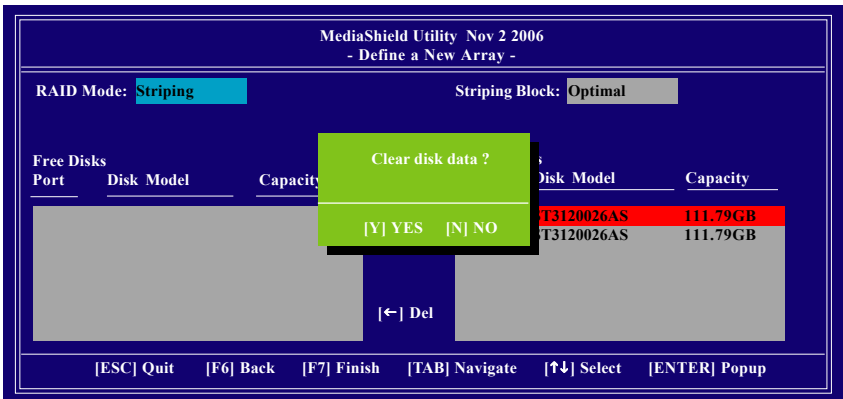 MediaShield Utility Nov 2 2006
- Define a New Array -
RAID Mode: Striping
Striping Block: Optimal
Clear disk data ?
[Y] YES [N] NO
Free Disks
Port Disk Model
Disk Model Capacity
T3120026AS 111.79GB
T3120026AS 111.79GB
[←] Del
[ESC] Quit [F6] Back [F7] Finish [TAB] Navigate [↑↓] Select [ENTER] Popup